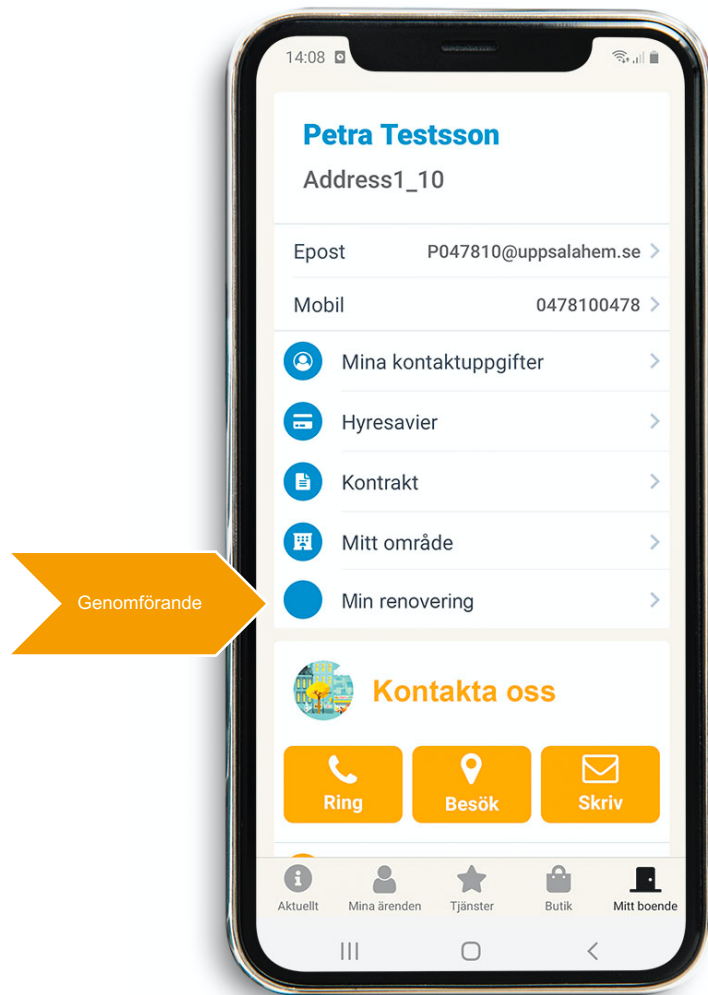 14:08
Petra Testsson
Address1_10
Epost P047810@uppsalahem.se
Mobil 0478100478
Mina kontaktuppgifter
Hyresavier
Kontrakt
Mitt område
Genomförande
Min renovering
Kontakta oss
Ring Besök Skriv
Aktuellt Mina ärenden Tjänster Butik Mitt boende